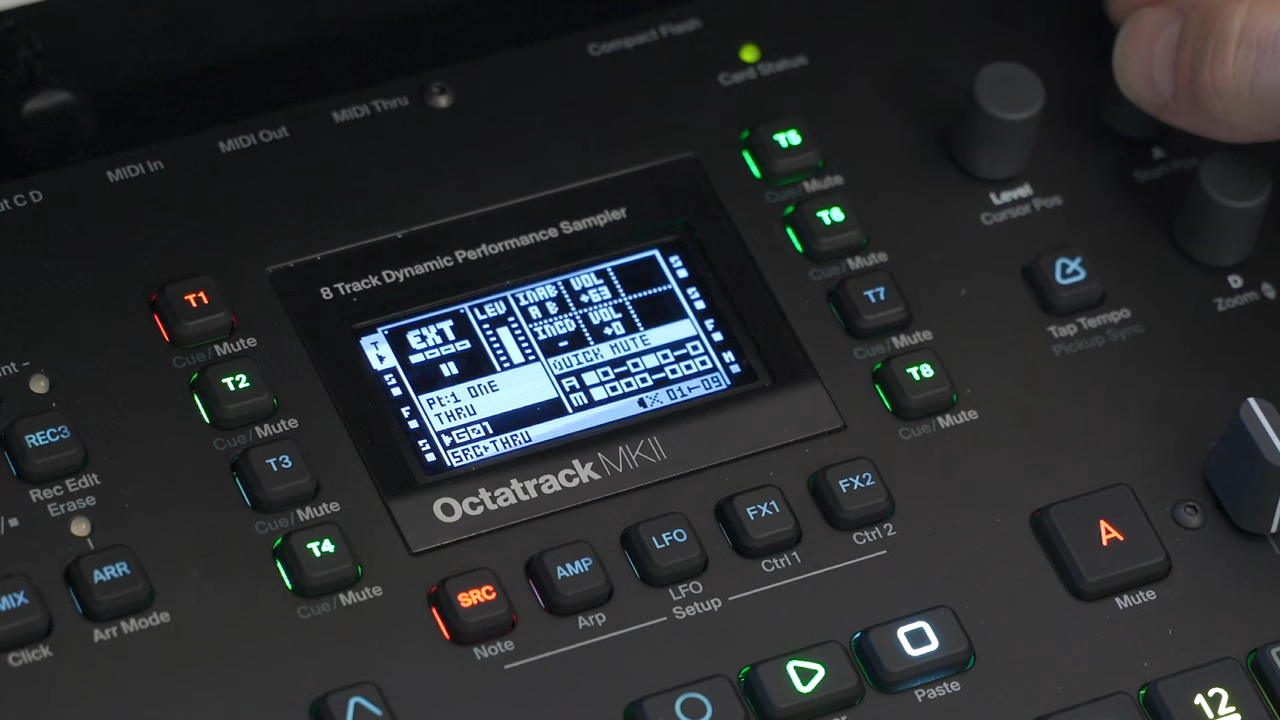 Compact Flash
Card Status
MIDI Thru
MIDI Out
MIDI In
ut C D
8 Track Dynamic Performance Sampler
T5
Cue/Mute
T6
Cue/Mute
T7
Cue/Mute
T8
Cue/Mute
Level
Cursor Pos
A
D
Zoom
Tap Tempo
Pickup Sync
T1
Cue/Mute
T2
Cue/Mute
T3
Cue/Mute
T4
Cue/Mute
EXT
LEV
INAB
A B
VOL
+63
INCD
-
VOL
+0
QUICK MUTE
A
M
Pt:1 ONE
THRU
G01
SRC THRU
01-09
Octatrack MKII
REC3
Rec Edit
Erase
ARR
Arr Mode
MIX
Click
SRC
Note
AMP
Arp
LFO
LFO
Setup
FX1
Ctrl 1
FX2
Ctrl 2
A
Mute
Paste
12